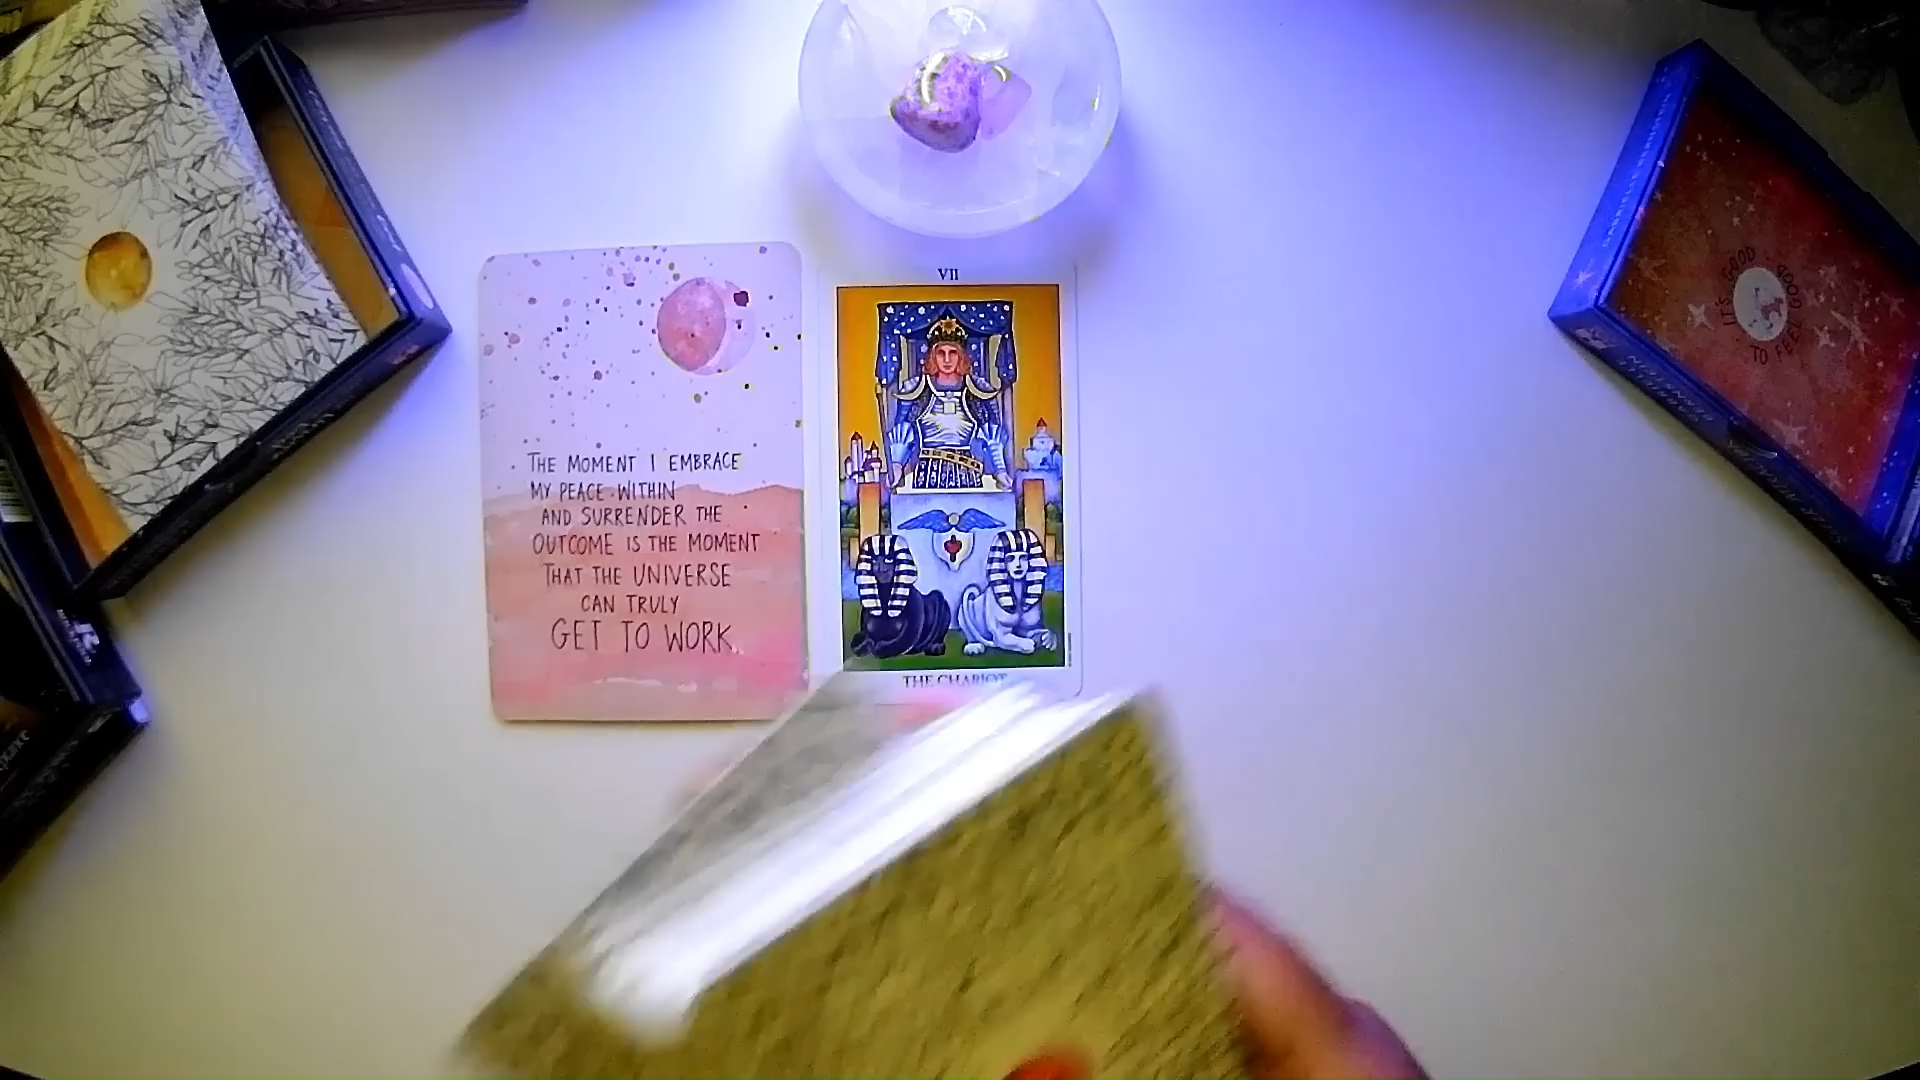 THE MOMENT I EMBRACE
MY PEACE WITHIN
AND SURRENDER THE
OUTCOME IS THE MOMENT
THAT THE UNIVERSE
CAN TRULY
GET TO WORK.
VII
THE CHARIOT
IT'S GOOD
TO FEEL GOOD